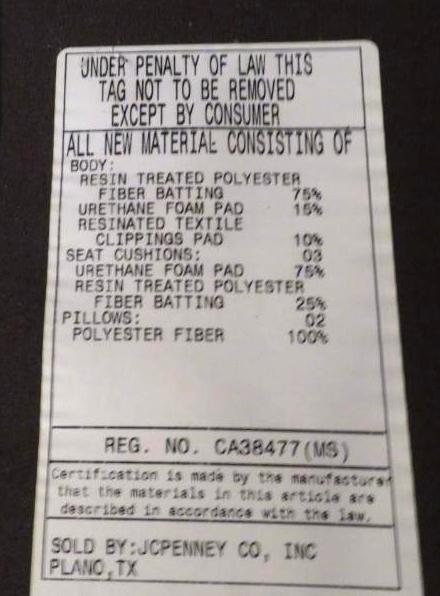 UNDER PENALTY OF LAW THIS
TAG NOT TO BE REMOVED
EXCEPT BY CONSUMER
ALL NEW MATERIAL CONSISTING OF
BODY:
RESIN TREATED POLYESTER
FIBER BATTING 75%
URETHANE FOAM PAD 15%
RESINATED TEXTILE
CLIPPINGS PAD 10%
SEAT CUSHIONS: 03
URETHANE FOAM PAD 75%
RESIN TREATED POLYESTER
FIBER BATTING 25%
PILLOWS: 02
POLYESTER FIBER 100%
REG. NO. CA38477(MS)
Certification is made by the manufacturer
that the materials in this article are
described in accordance with the law.
SOLD BY:JCPENNEY CO, INC
PLANO,TX